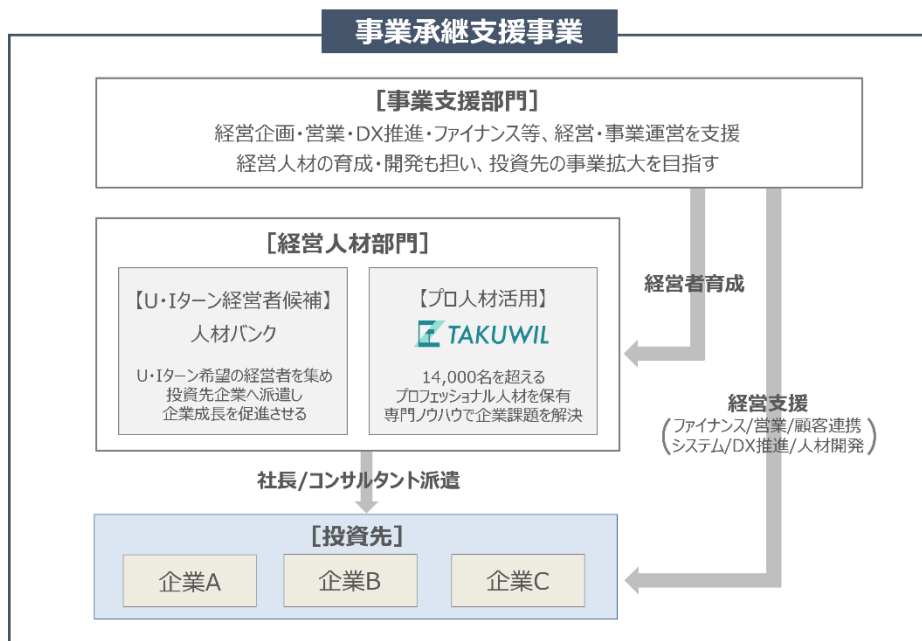 事業承継支援事業
［事業支援部門］
経営企画・営業・DX推進・ファイナンス等、経営・事業運営を支援
経営人材の育成・開発も担い、投資先の事業拡大を目指す
［経営人材部門］
【U・Iターン経営者候補】
人材バンク
U・Iターン希望の経営者を集め
投資先企業へ派遣し
企業成長を促進させる
【プロ人材活用】
TAKUWIL
14,000名を超える
プロフェッショナル人材を保有
専門ノウハウで企業課題を解決
経営者育成
経営支援
(ファイナンス/営業/顧客連携
システム/DX推進/人材開発)
社長/コンサルタント派遣
［投資先］
企業A
企業B
企業C